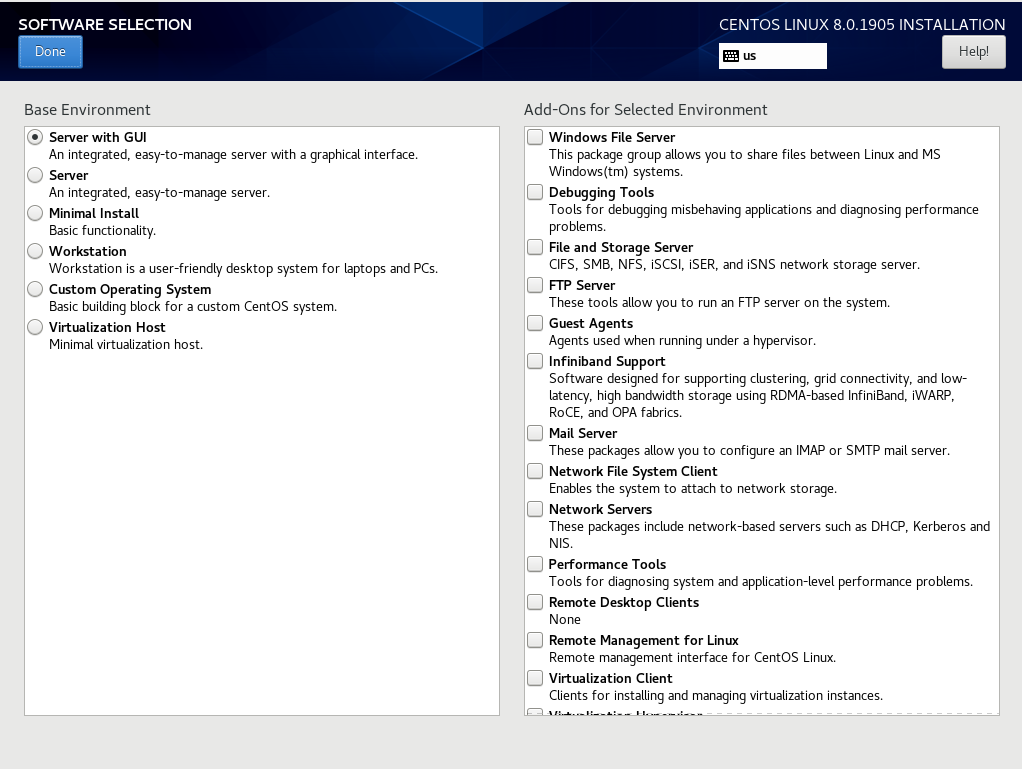 SOFTWARE SELECTION
CENTOS LINUX 8.0.1905 INSTALLATION
Done
us
Help!
Base Environment
Server with GUI
An integrated, easy-to-manage server with a graphical interface.
Server
An integrated, easy-to-manage server.
Minimal Install
Basic functionality.
Workstation
Workstation is a user-friendly desktop system for laptops and PCs.
Custom Operating System
Basic building block for a custom CentOS system.
Virtualization Host
Minimal virtualization host.
Add-Ons for Selected Environment
Windows File Server
This package group allows you to share files between Linux and MS
Windows(tm) systems.
Debugging Tools
Tools for debugging misbehaving applications and diagnosing performance
problems.
File and Storage Server
CIFS, SMB, NFS, iSCSI, iSER, and iSNS network storage server.
FTP Server
These tools allow you to run an FTP server on the system.
Guest Agents
Agents used when running under a hypervisor.
Infiniband Support
Software designed for supporting clustering, grid connectivity, and low-
latency, high bandwidth storage using RDMA-based InfiniBand, iWARP,
RoCE, and OPA fabrics.
Mail Server
These packages allow you to configure an IMAP or SMTP mail server.
Network File System Client
Enables the system to attach to network storage.
Network Servers
These packages include network-based servers such as DHCP, Kerberos and
NIS.
Performance Tools
Tools for diagnosing system and application-level performance problems.
Remote Desktop Clients
None
Remote Management for Linux
Remote management interface for CentOS Linux.
Virtualization Client
Clients for installing and managing virtualization instances.
Virtualization Hypervisor